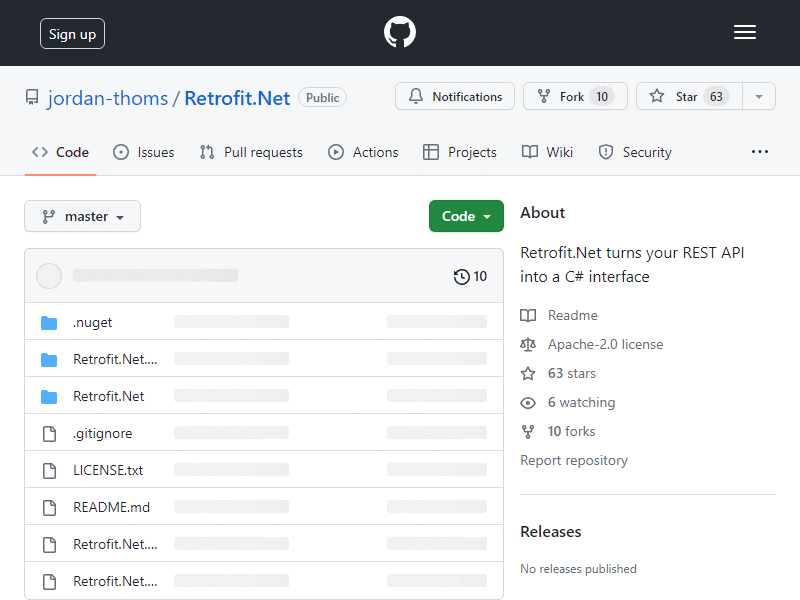 Sign up
jordan-thoms / Retrofit.Net Public
Notifications Fork 10 Star 63
Code Issues Pull requests Actions Projects Wiki Security
master
Code
10
.nuget
Retrofit.Net....
Retrofit.Net
.gitignore
LICENSE.txt
README.md
Retrofit.Net....
Retrofit.Net....
About
Retrofit.Net turns your REST API
into a C# interface
Readme
Apache-2.0 license
63 stars
6 watching
10 forks
Report repository
Releases
No releases published